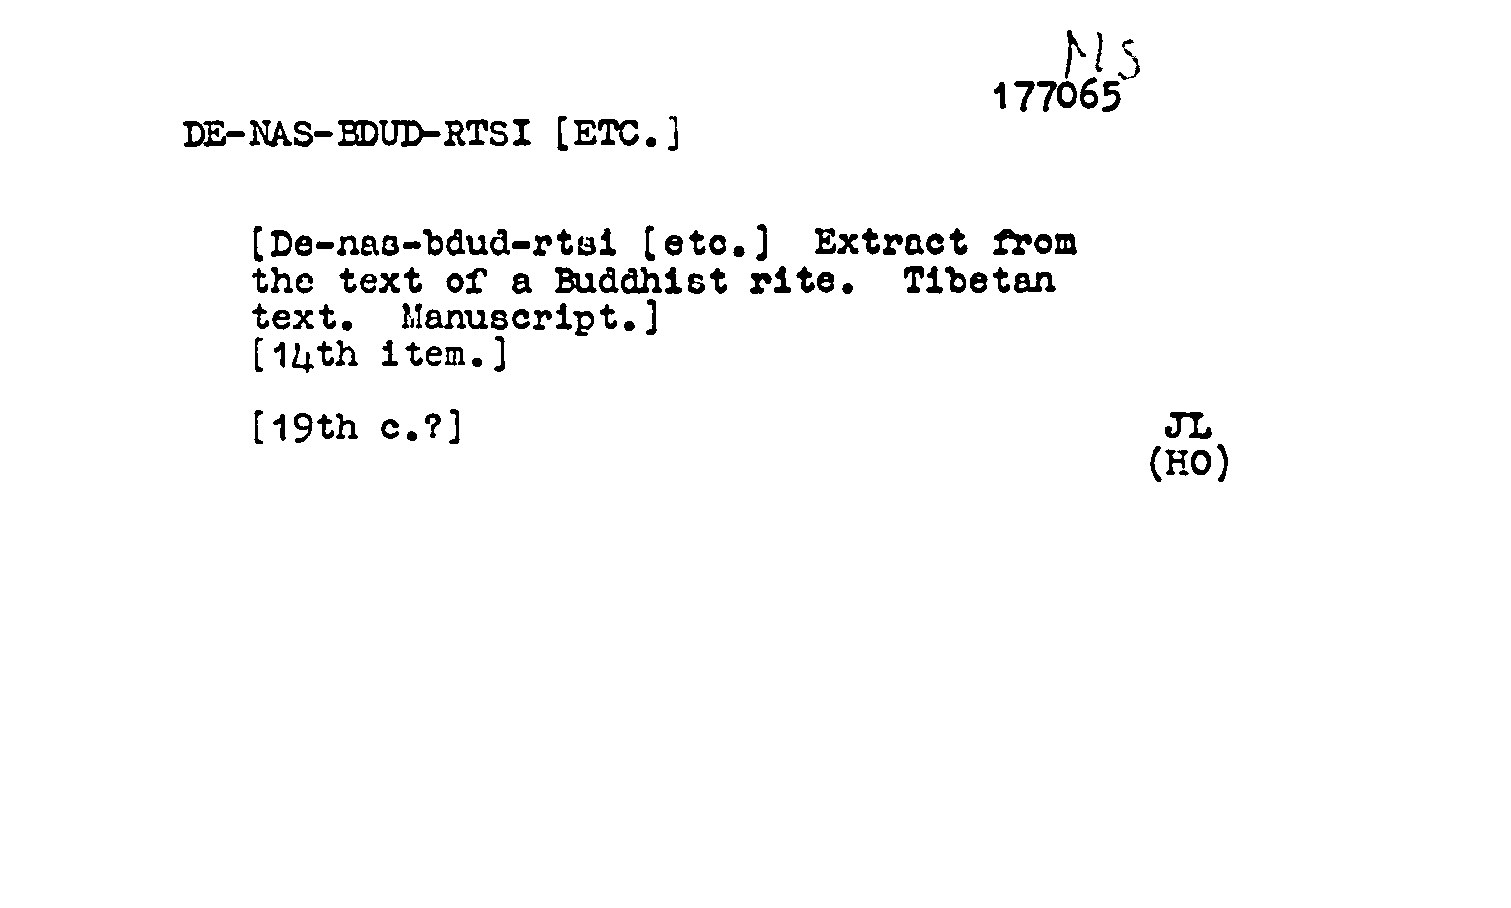 MS
177065
DE-NAS-BDUD-RTSI [ETC.]
[De-nas-bdud-rtsi [etc.] Extract from
the text of a Buddhist rite. Tibetan
text. Manuscript.]
[14th item.]
[19th c.?]
JL
(HO)